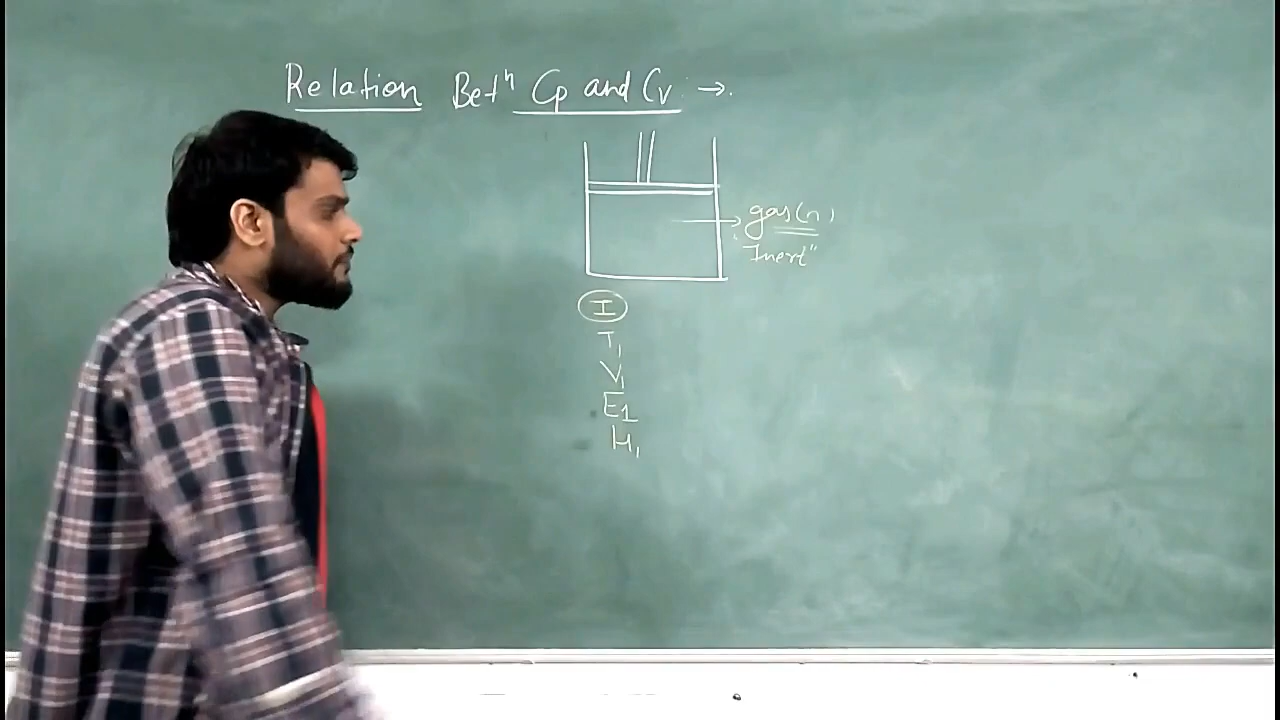 Relation Betⁿ Cp and Cv →.
gas(n)
"Inert"
I
T₁
V₁
E1
H₁